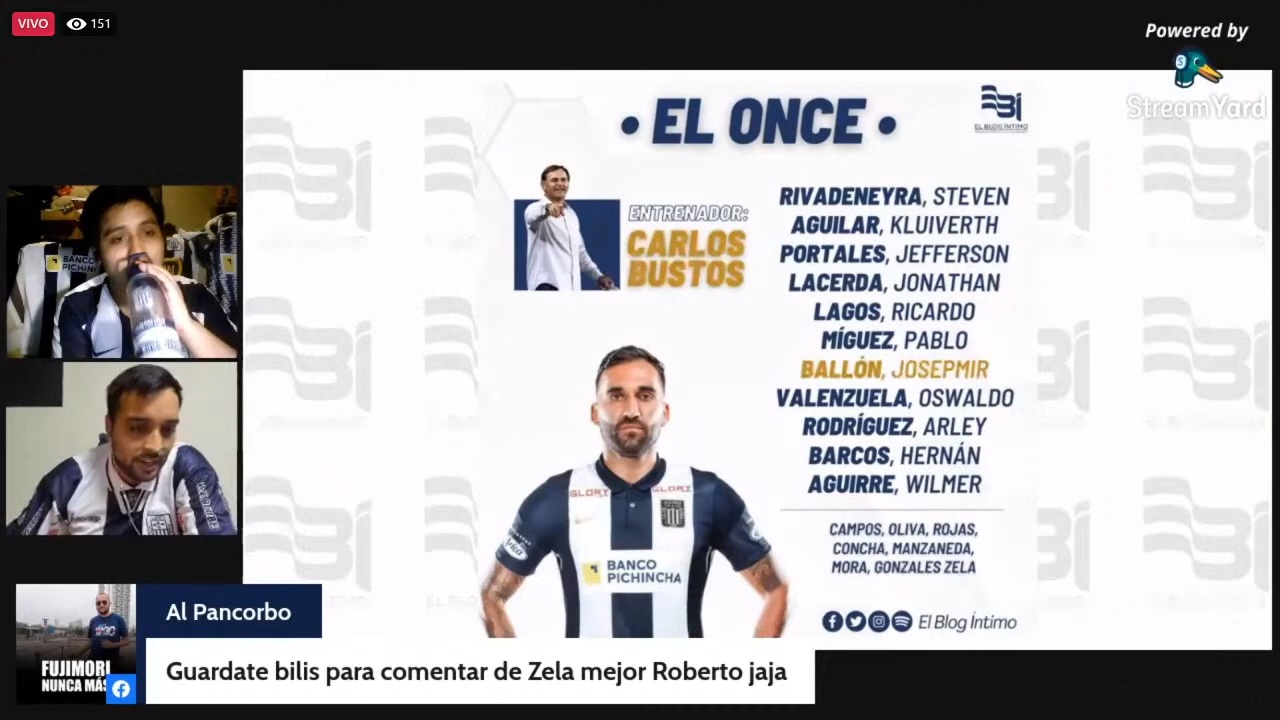 VIVO
151
Powered by
StreamYard
• EL ONCE •
EL BLOG ÍNTIMO
ENTRENADOR:
CARLOS
BUSTOS
RIVADENEYRA, STEVEN
AGUILAR, KLUIVERTH
PORTALES, JEFFERSON
LACERDA, JONATHAN
LAGOS, RICARDO
MÍGUEZ, PABLO
BALLÓN, JOSEPMIR
VALENZUELA, OSWALDO
RODRÍGUEZ, ARLEY
BARCOS, HERNÁN
AGUIRRE, WILMER
CAMPOS, OLIVA, ROJAS,
CONCHA, MANZANEDA,
MORA, GONZALES ZELA
El Blog Íntimo
GLORY GLORY
BANCO
PICHINCHA
BANCO
Al Pancorbo
FUJIMORI
NUNCA MÁS
Guardate bilis para comentar de Zela mejor Roberto jaja